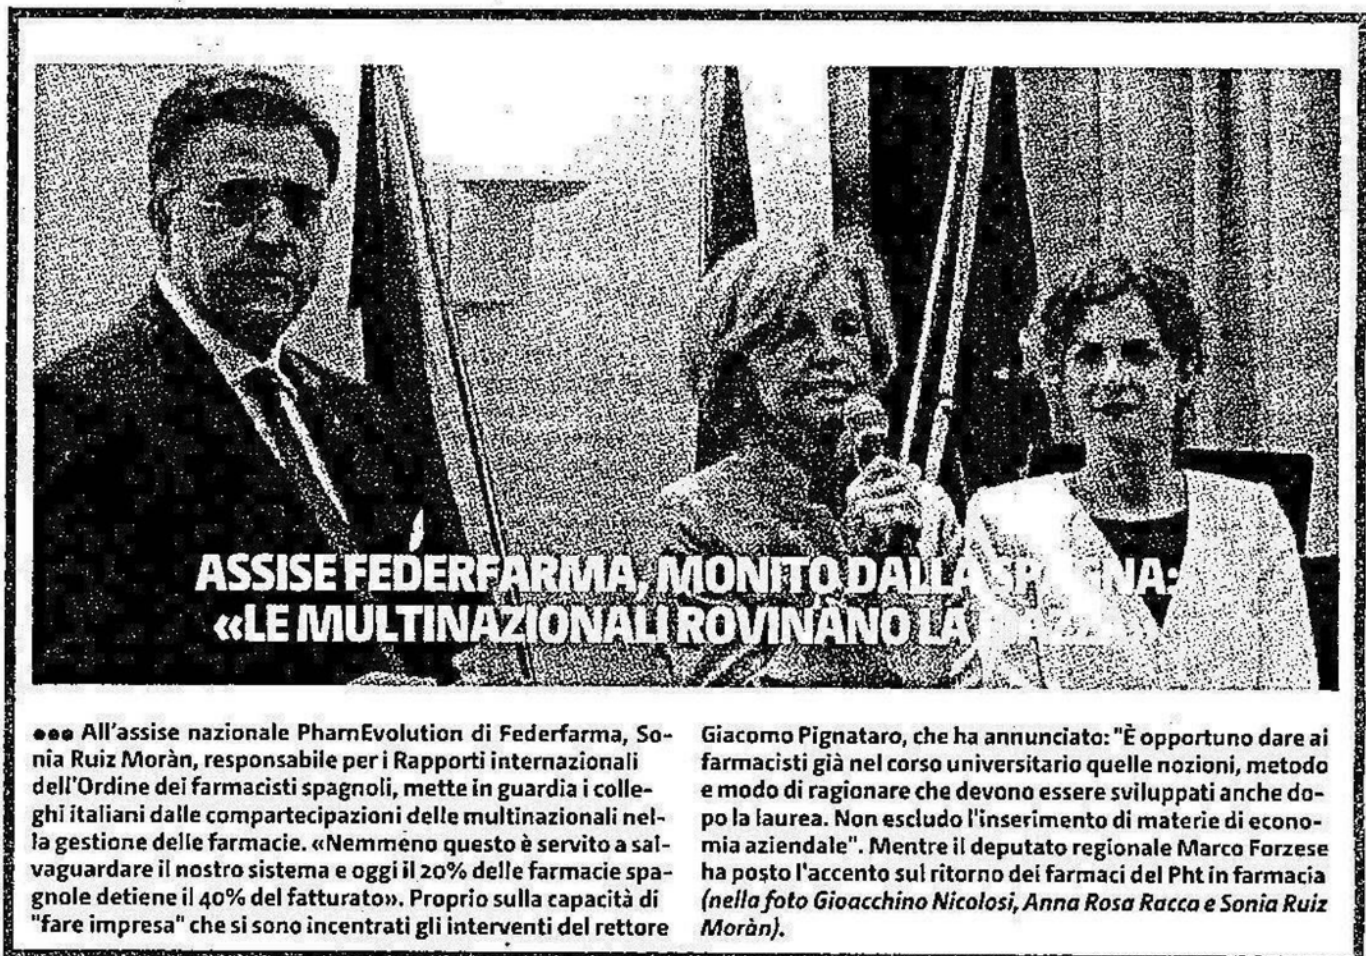 ASSISE FEDERFARMA, MONITO DALLA SPAGNA:
«LE MULTINAZIONALI ROVINANO LA
●●● All'assise nazionale PharmEvolution di Federfarma, So-
nia Ruiz Moràn, responsabile per i Rapporti internazionali
dell'Ordine dei farmacisti spagnoli, mette in guardia i colle-
ghi italiani dalle compartecipazioni delle multinazionali nel-
la gestione delle farmacie. «Nemmeno questo è servito a sal-
vaguardare il nostro sistema e oggi il 20% delle farmacie spa-
gnole detiene il 40% del fatturato». Proprio sulla capacità di
"fare impresa" che si sono incentrati gli interventi del rettore
Giacomo Pignataro, che ha annunciato: "È opportuno dare ai
farmacisti già nel corso universitario quelle nozioni, metodo
e modo di ragionare che devono essere sviluppati anche do-
po la laurea. Non escludo l'inserimento di materie di econo-
mia aziendale". Mentre il deputato regionale Marco Forzese
ha posto l'accento sul ritorno dei farmaci del Pht in farmacia
(nella foto Gioacchino Nicolosi, Anna Rosa Racca e Sonia Ruiz
Moràn).